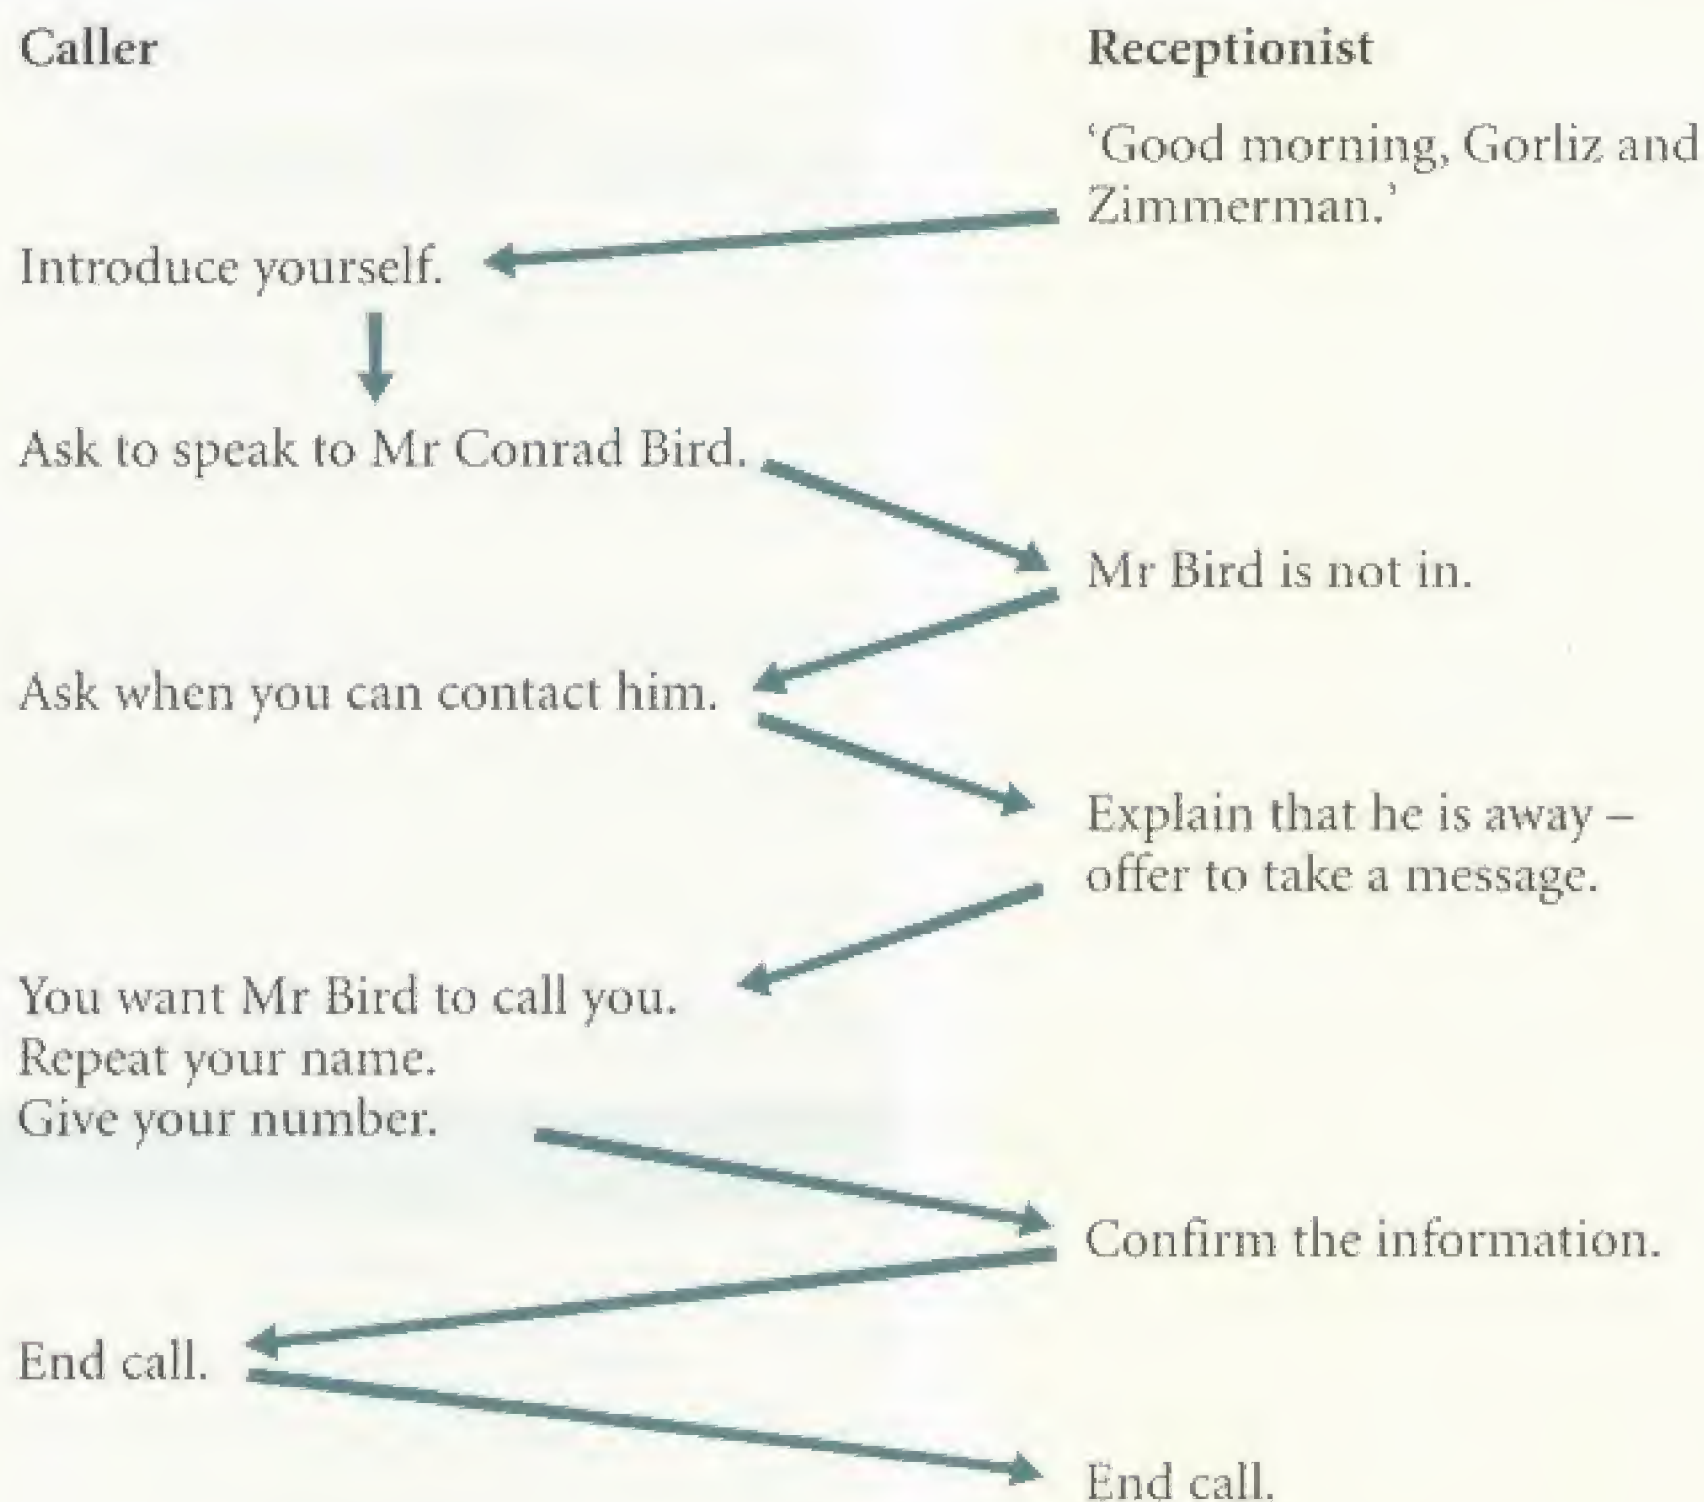 Caller
Receptionist
‘Good morning, Gorliz and
Zimmerman.’
Introduce yourself.
Ask to speak to Mr Conrad Bird.
Mr Bird is not in.
Ask when you can contact him.
Explain that he is away –
offer to take a message.
You want Mr Bird to call you.
Repeat your name.
Give your number.
Confirm the information.
End call.
End call.